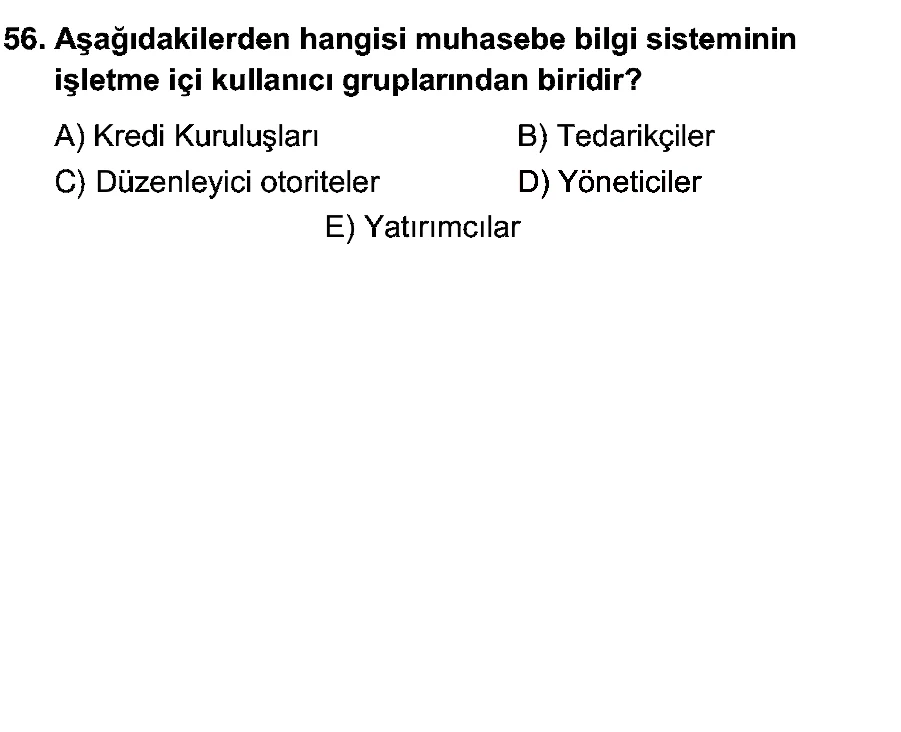 56. Aşağıdakilerden hangisi muhasebe bilgi sisteminin
işletme içi kullanıcı gruplarından biridir?
A) Kredi Kuruluşları B) Tedarikçiler
C) Düzenleyici otoriteler D) Yöneticiler
E) Yatırımcılar